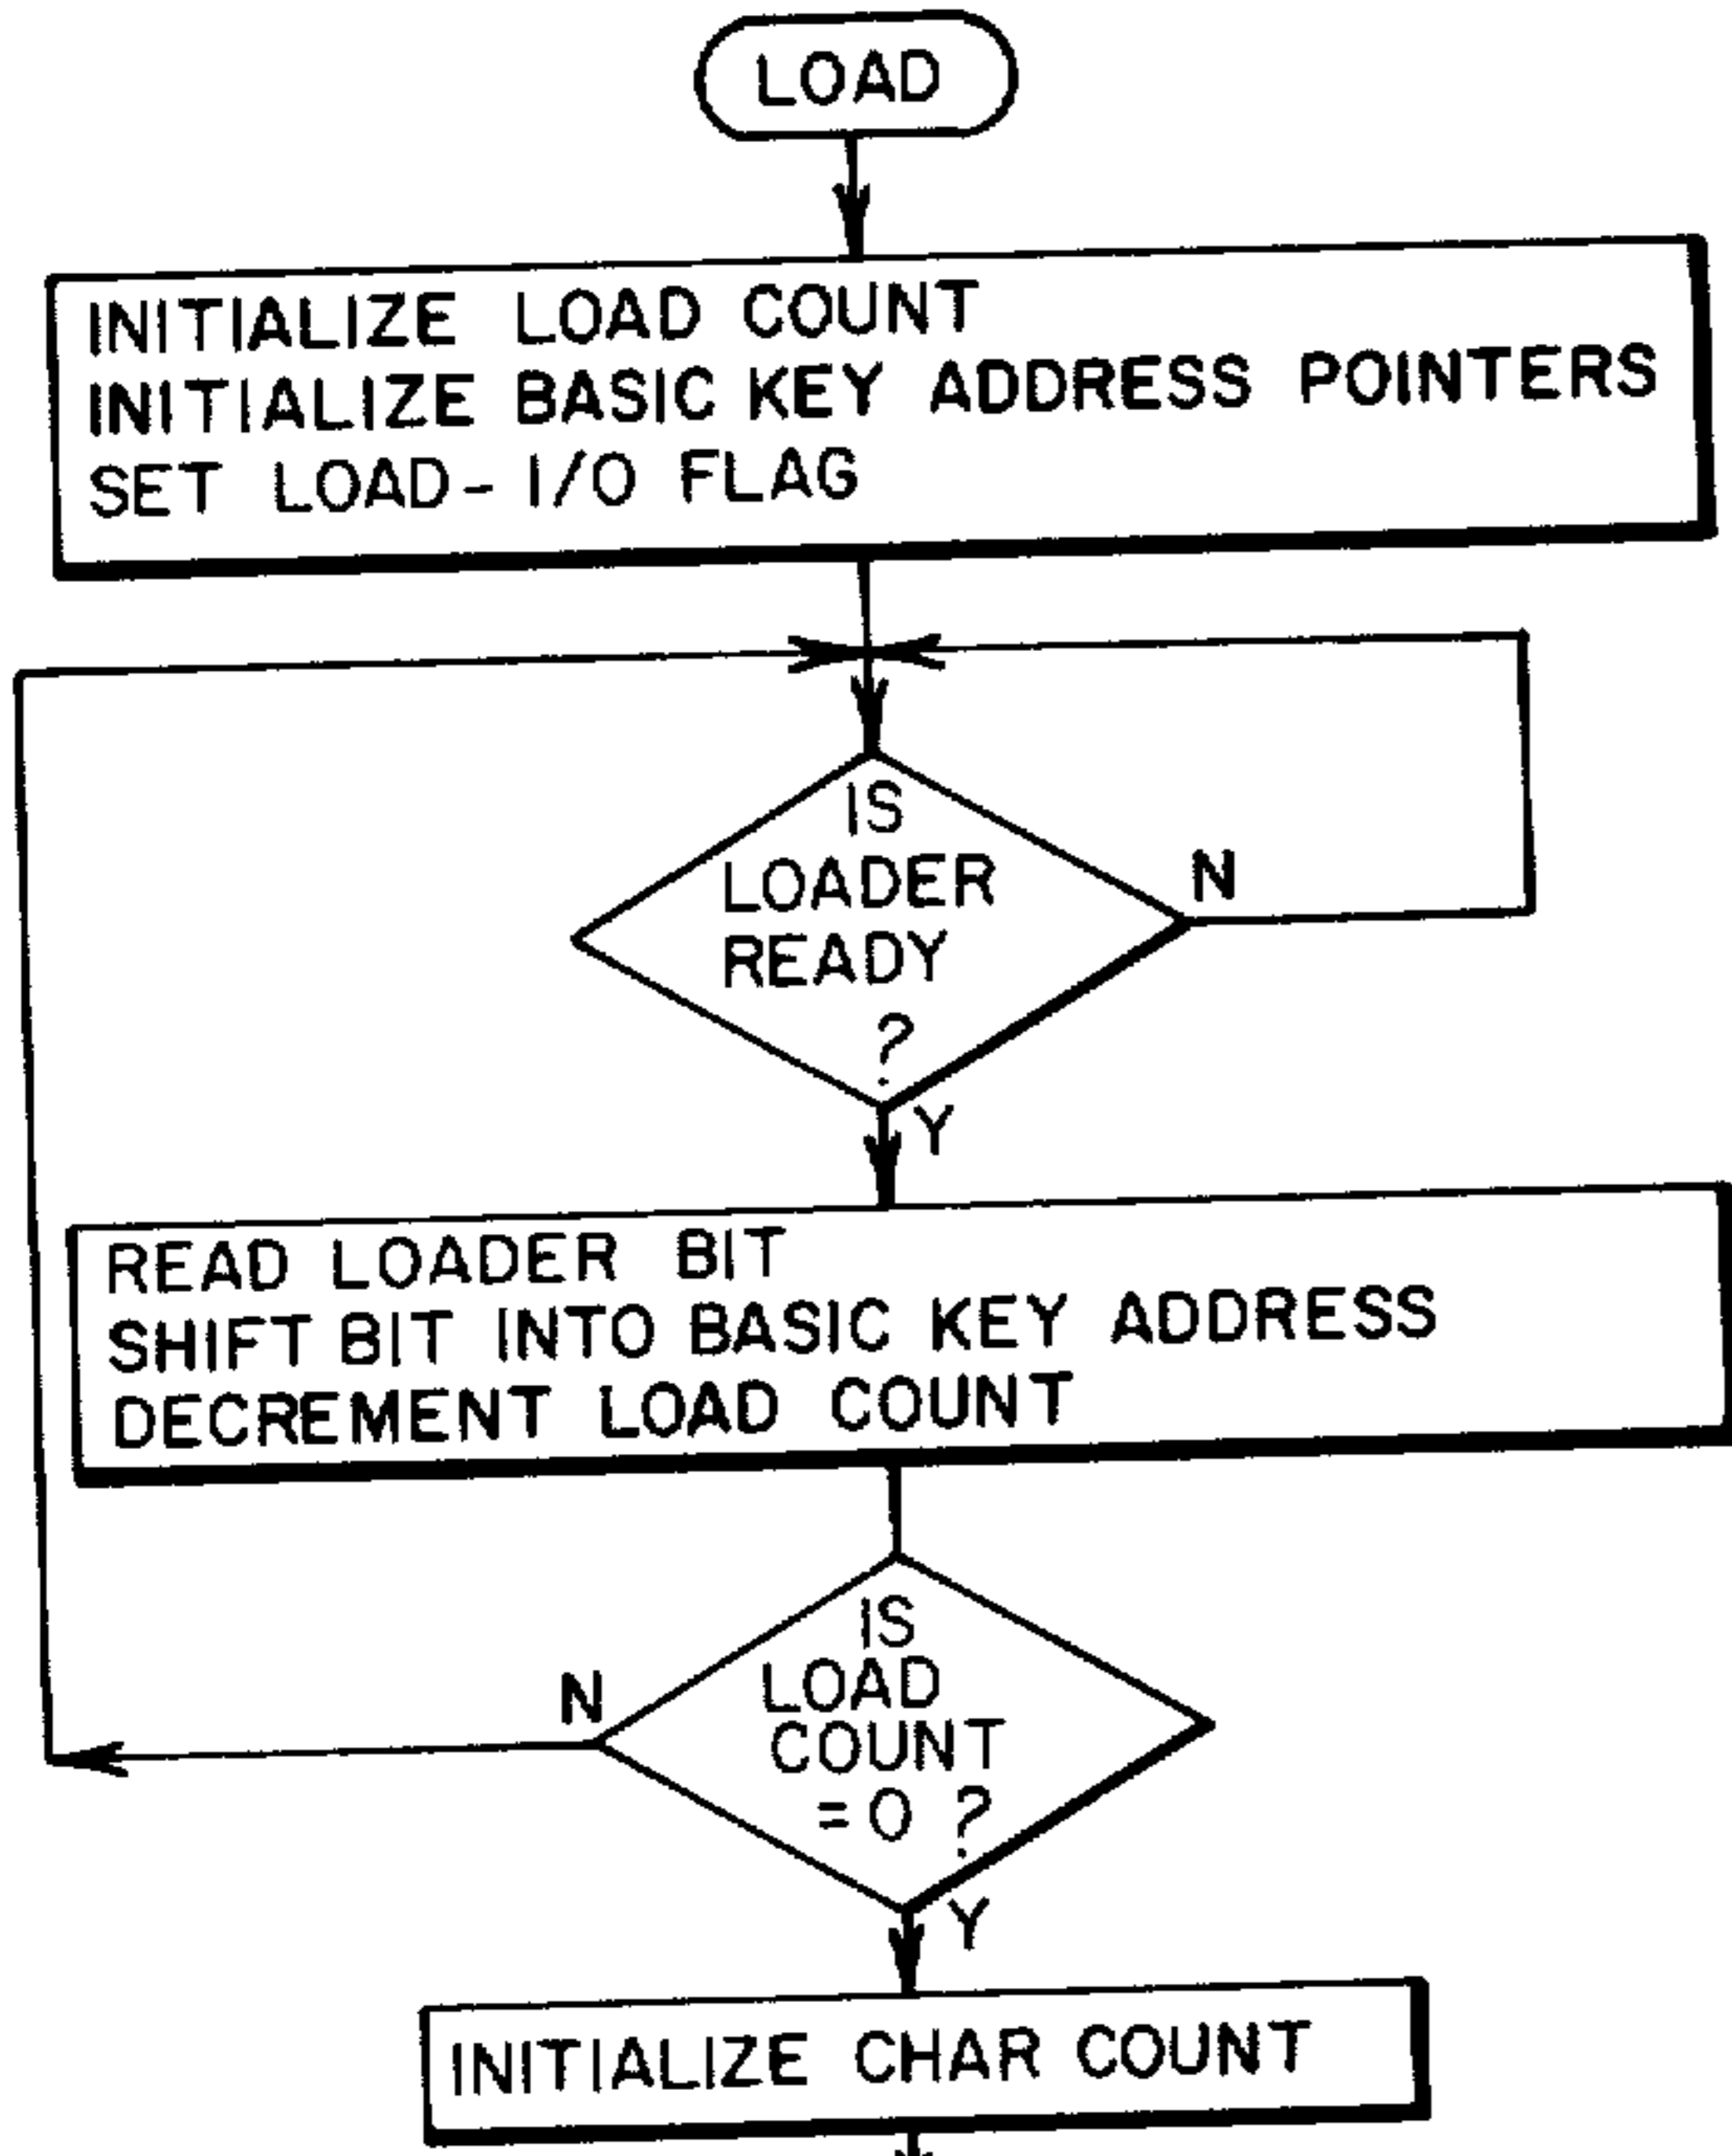 LOAD
INITIALIZE LOAD COUNT
INITIALIZE BASIC KEY ADDRESS POINTERS
SET LOAD- I/O FLAG
IS
LOADER
READY
?
N
Y
READ LOADER BIT
SHIFT BIT INTO BASIC KEY ADDRESS
DECREMENT LOAD COUNT
IS
LOAD
COUNT
=0 ?
N
Y
INITIALIZE CHAR COUNT